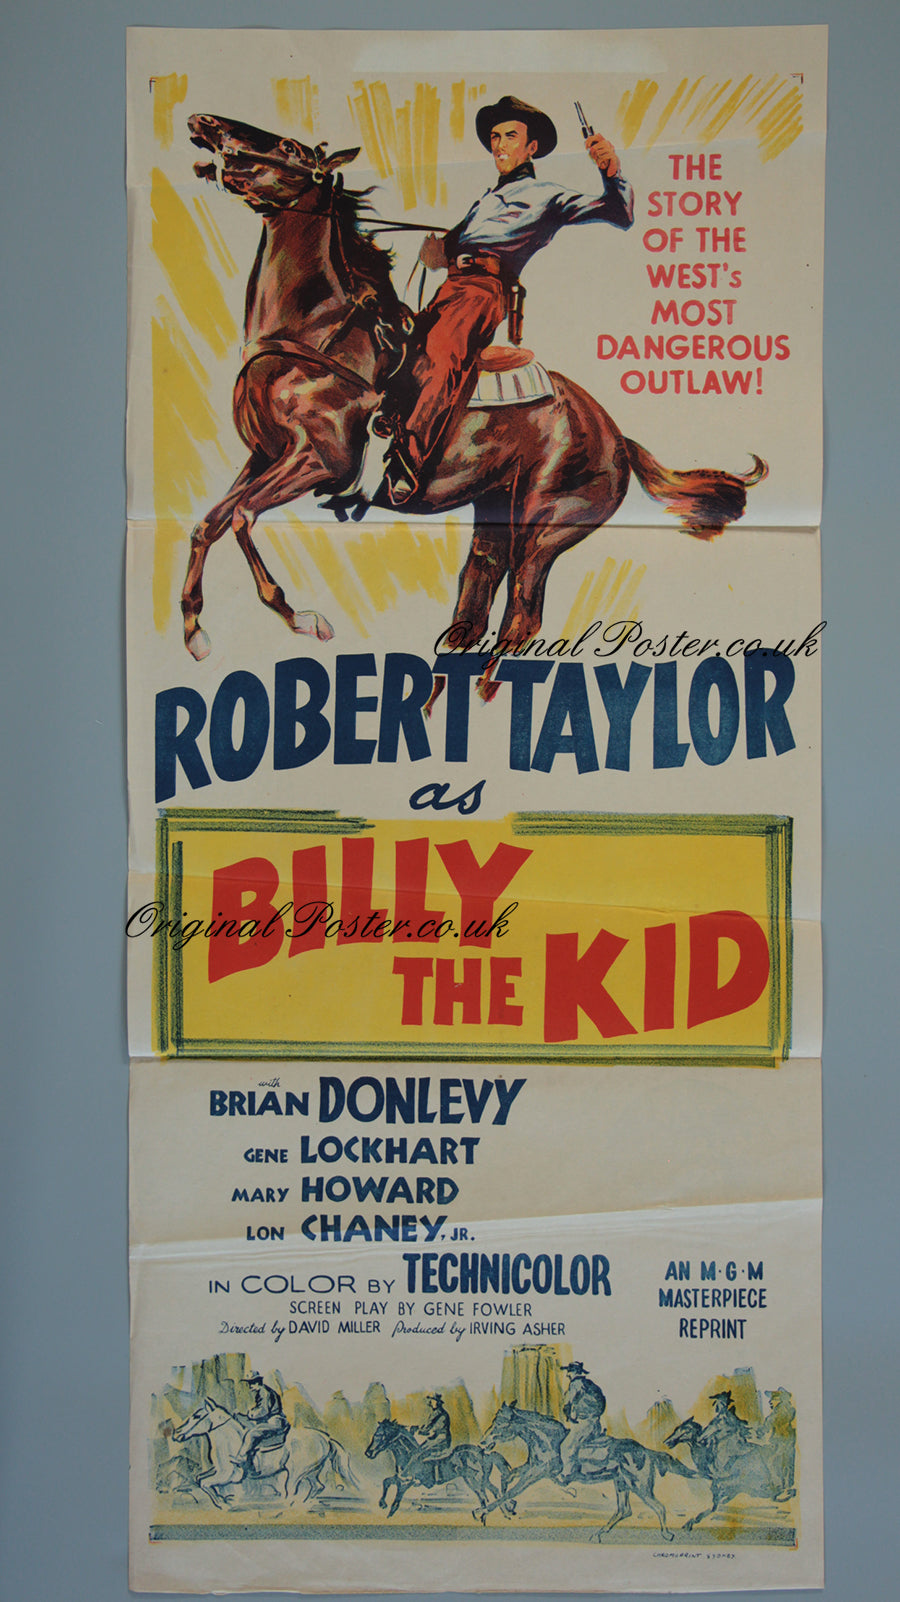 THE
STORY
OF THE
WEST's
MOST
DANGEROUS
OUTLAW!
Original Poster.co.uk
ROBERT TAYLOR
as
BILLY
Original Poster.co.uk
THE KID
with
BRIAN DONLEVY
GENE LOCKHART
MARY HOWARD
LON CHANEY, JR.
IN COLOR BY TECHNICOLOR
SCREEN PLAY BY GENE FOWLER
Directed by DAVID MILLER Produced by IRVING ASHER
AN M·G·M
MASTERPIECE
REPRINT
CHROMOPRINT SYDNEY